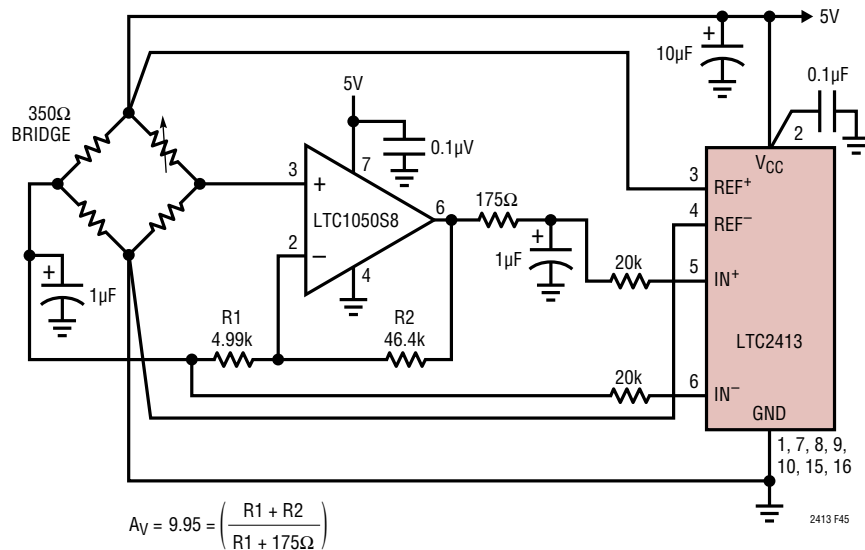 5V
10µF
+
0.1µF
2
350Ω
BRIDGE
5V
7
0.1µV
VCC
3
REF+
4
REF−
3
+
LTC1050S8
6
175Ω
2
−
4
+
1µF
+
1µF
20k
5
IN+
R1
4.99k
R2
46.4k
LTC2413
20k
6
IN−
GND
1, 7, 8, 9,
10, 15, 16
AV = 9.95 = ( R1 + R2
R1 + 175Ω )
2413 F45